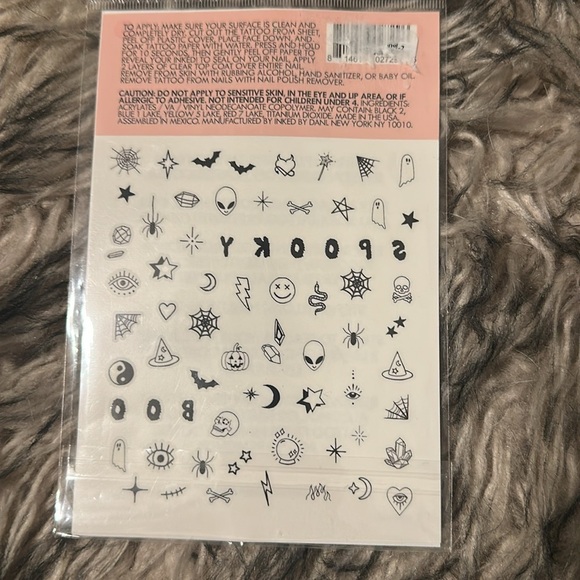 TO APPLY: MAKE SURE YOUR SURFACE IS CLEAN AND
COMPLETELY DRY. CUT OUT THE TATTOO FROM SHEET,
PEEL OFF PLASTIC COVER, PLACE FACE DOWN, AND
SOAK TATTOO PAPER WITH WATER. PRESS AND HOLD
FOR 10 SECONDS, THEN GENTLY PEEL OFF PAPER TO
REVEAL YOUR INKED! TO SEAL ON YOUR NAIL, APPLY
2 LAYERS OF CLEAR TOP COAT OVER ENTIRE NAIL.
REMOVE FROM SKIN WITH RUBBING ALCOHOL, HAND SANITIZER, OR BABY OIL.
REMOVE TATTOO FROM NAILS WITH NAIL POLISH REMOVER.
CAUTION: DO NOT APPLY TO SENSITIVE SKIN, IN THE EYE AND LIP AREA, OR IF
ALLERGIC TO ADHESIVE. NOT INTENDED FOR CHILDREN UNDER 4. INGREDIENTS:
ACRYLATES / VA / VINYL NEODECANOATE COPOLYMER. MAY CONTAIN BLACK 2,
BLUE 1 LAKE, YELLOW 5 LAKE, RED 7 LAKE, TITANIUM DIOXIDE. MADE IN THE USA.
ASSEMBLED IN MEXICO. MANUFACTURED BY INKED BY DANI, NEW YORK NY 10010.
SPOOKY
BOO